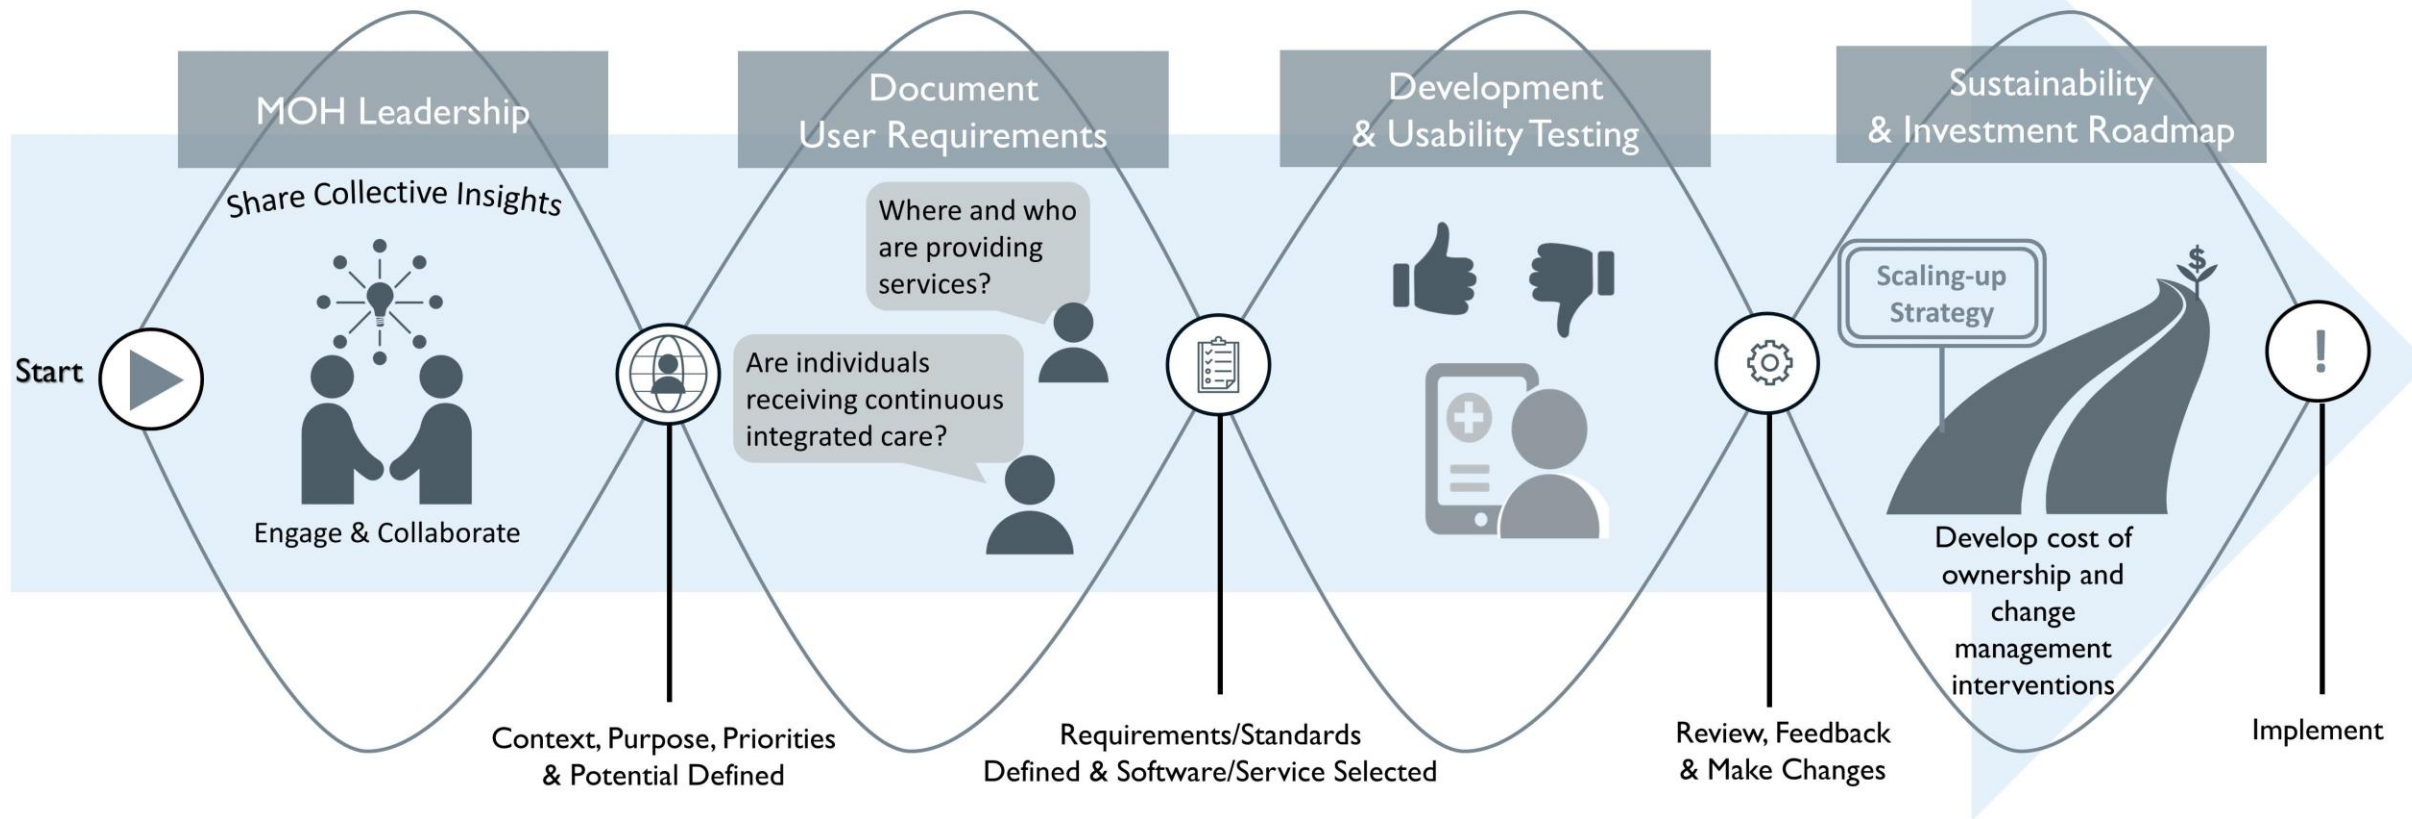 MOH Leadership
Share Collective Insights
Start
Engage & Collaborate
Context, Purpose, Priorities
& Potential Defined
Document
User Requirements
Where and who
are providing
services?
Are individuals
receiving continuous
integrated care?
Requirements/Standards
Defined & Software/Service Selected
Development
& Usability Testing
Review, Feedback
& Make Changes
Sustainability
& Investment Roadmap
Scaling-up
Strategy
$
Develop cost of
ownership and
change
management
interventions
!
Implement